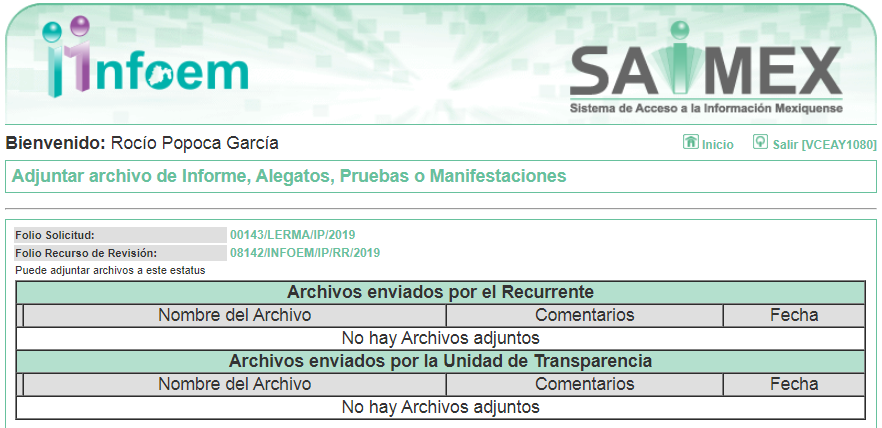 infoem
SAIMEX
Sistema de Acceso a la Información Mexiquense
Bienvenido: Rocío Popoca García
Inicio Salir [VCEAY1080]
Adjuntar archivo de Informe, Alegatos, Pruebas o Manifestaciones
Folio Solicitud: 00143/LERMA/IP/2019
Folio Recurso de Revisión: 08142/INFOEM/IP/RR/2019
Puede adjuntar archivos a este estatus
Archivos enviados por el Recurrente
Nombre del Archivo Comentarios Fecha
No hay Archivos adjuntos
Archivos enviados por la Unidad de Transparencia
Nombre del Archivo Comentarios Fecha
No hay Archivos adjuntos